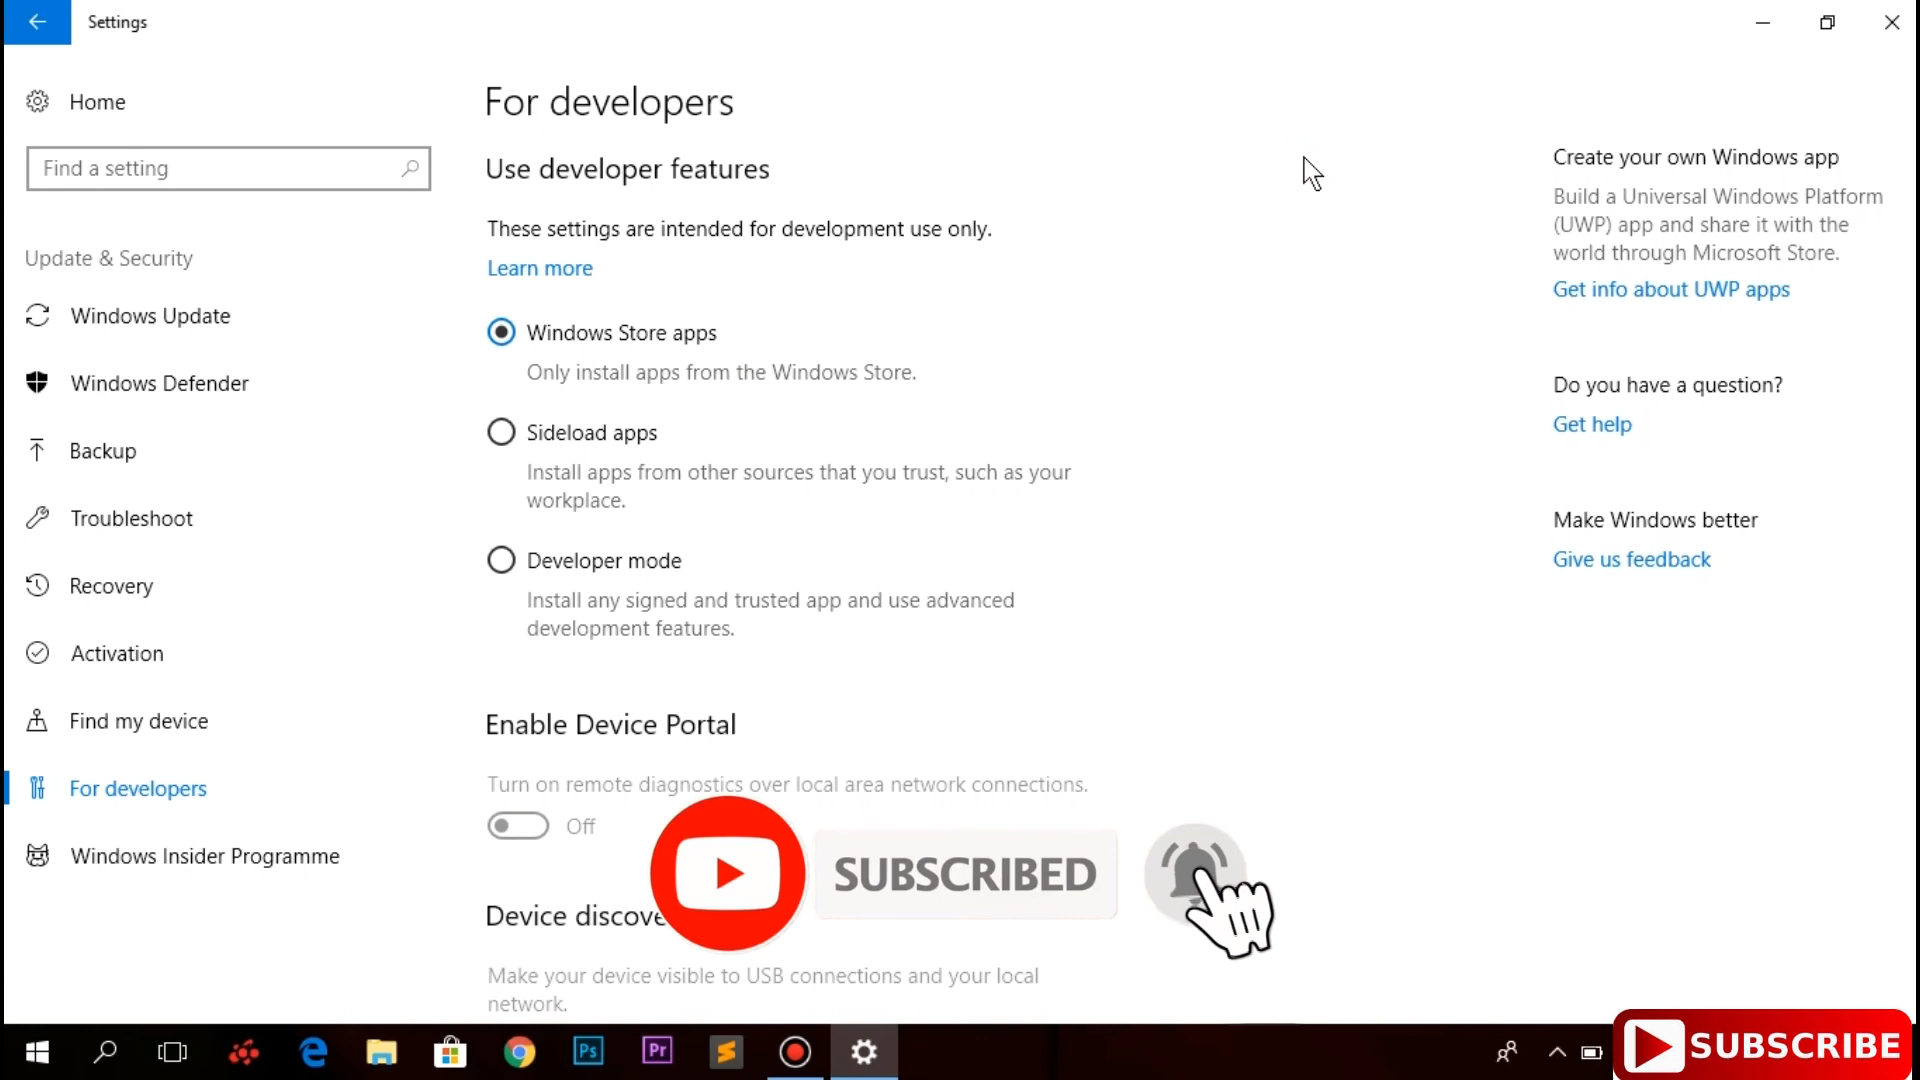 Settings
Home
Find a setting
Update & Security
Windows Update
Windows Defender
Backup
Troubleshoot
Recovery
Activation
Find my device
For developers
Windows Insider Programme
For developers
Use developer features
These settings are intended for development use only.
Learn more
Windows Store apps
Only install apps from the Windows Store.
Sideload apps
Install apps from other sources that you trust, such as your
workplace.
Developer mode
Install any signed and trusted app and use advanced
development features.
Enable Device Portal
Turn on remote diagnostics over local area network connections.
Off
SUBSCRIBED
Device
Make your device visible to USB connections and your local
network.
Create your own Windows app
Build a Universal Windows Platform
(UWP) app and share it with the
world through Microsoft Store.
Get info about UWP apps
Do you have a question?
Get help
Make Windows better
Give us feedback
Ps
Pr
SUBSCRIBE